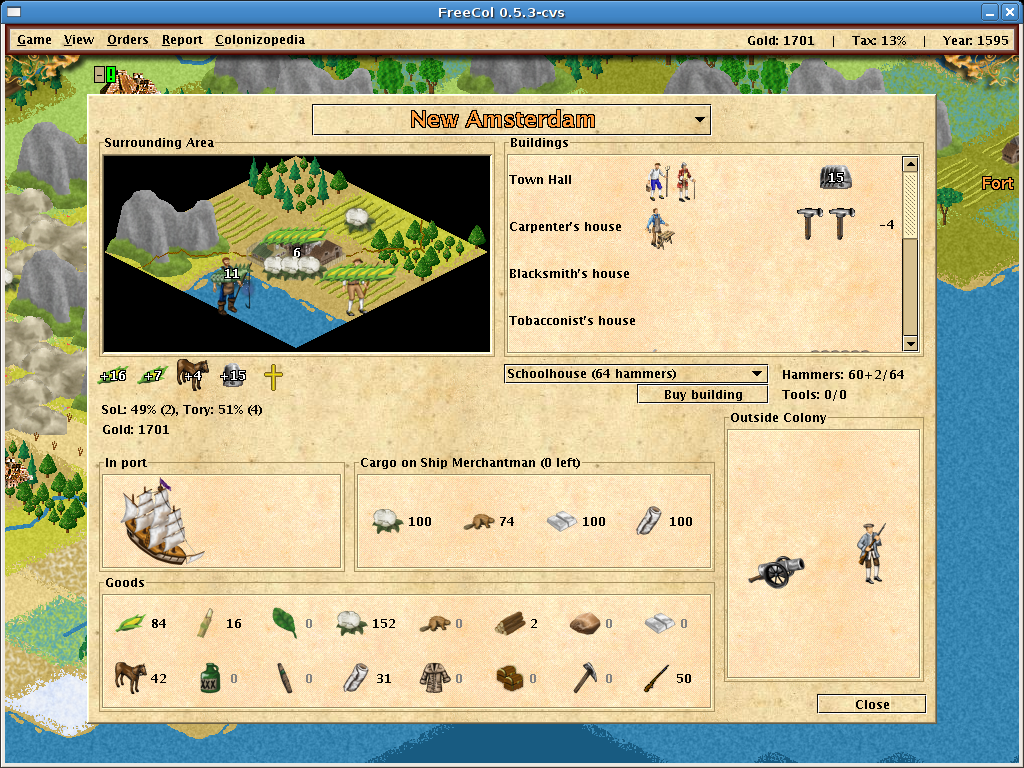 FreeCol 0.5.3-cvs
Game View Orders Report Colonizopedia Gold: 1701 | Tax: 13% | Year: 1595
New Amsterdam
Surrounding Area
Buildings
6
11
Town Hall 15
Carpenter's house -4
Blacksmith's house
Tobacconist's house
Fort
+16 +7 +4 +15
Schoolhouse (64 hammers) Hammers: 60+2/64
Buy building Tools: 0/0
SoL: 49% (2), Tory: 51% (4)
Gold: 1701
Outside Colony
In port
Cargo on Ship Merchantman (0 left)
100 74 100 100
Goods
84 16 0 152 0 2 0 0
42 XXX 0 0 31 0 0 0 50
Close